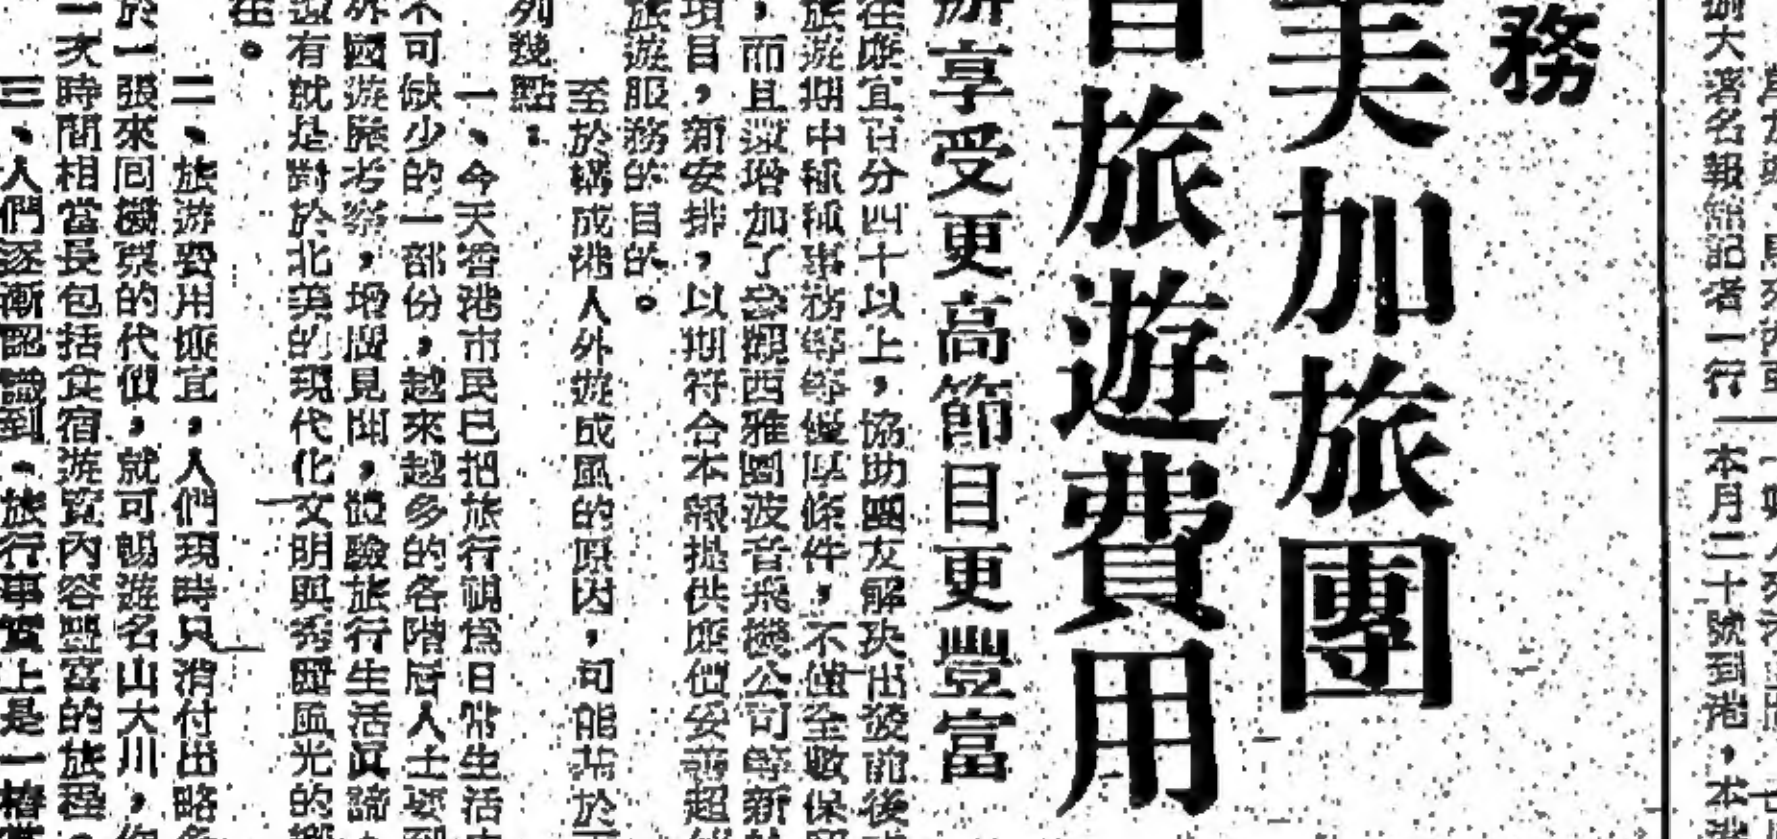 大著名報館記者一行
本月二十號到港，本港
務
美加旅團
旅遊費用
享受更高節目更豐富
宜百分四十以上，協助團友解決出發前後
旅遊期中種種事務等等優厚條件，不僅全數保
，而且還增加了參觀西雅圖波音飛機公司等新
項目，新安排，以期符合本報提供廉價妥善超
旅遊服務的目的。
至於構成港人外遊成風的原因，可能基於下
列幾點：
一、今天香港市民已把旅行視為日常生活
不可缺少的一部份，越來越多的各階層人士要到
外國遊歷考察，增廣見聞，體驗旅行生活真諦，
還有就是對於北美的現代化文明與秀麗風光的
在。
二、旅遊費用廉宜，人們現時只消付出略多
於一張來回機票的代價，就可暢遊名山大川，
一次時間相當長包括食宿遊覽內容豐富的旅程。
三、人們逐漸認識到，旅行事實上是一樁